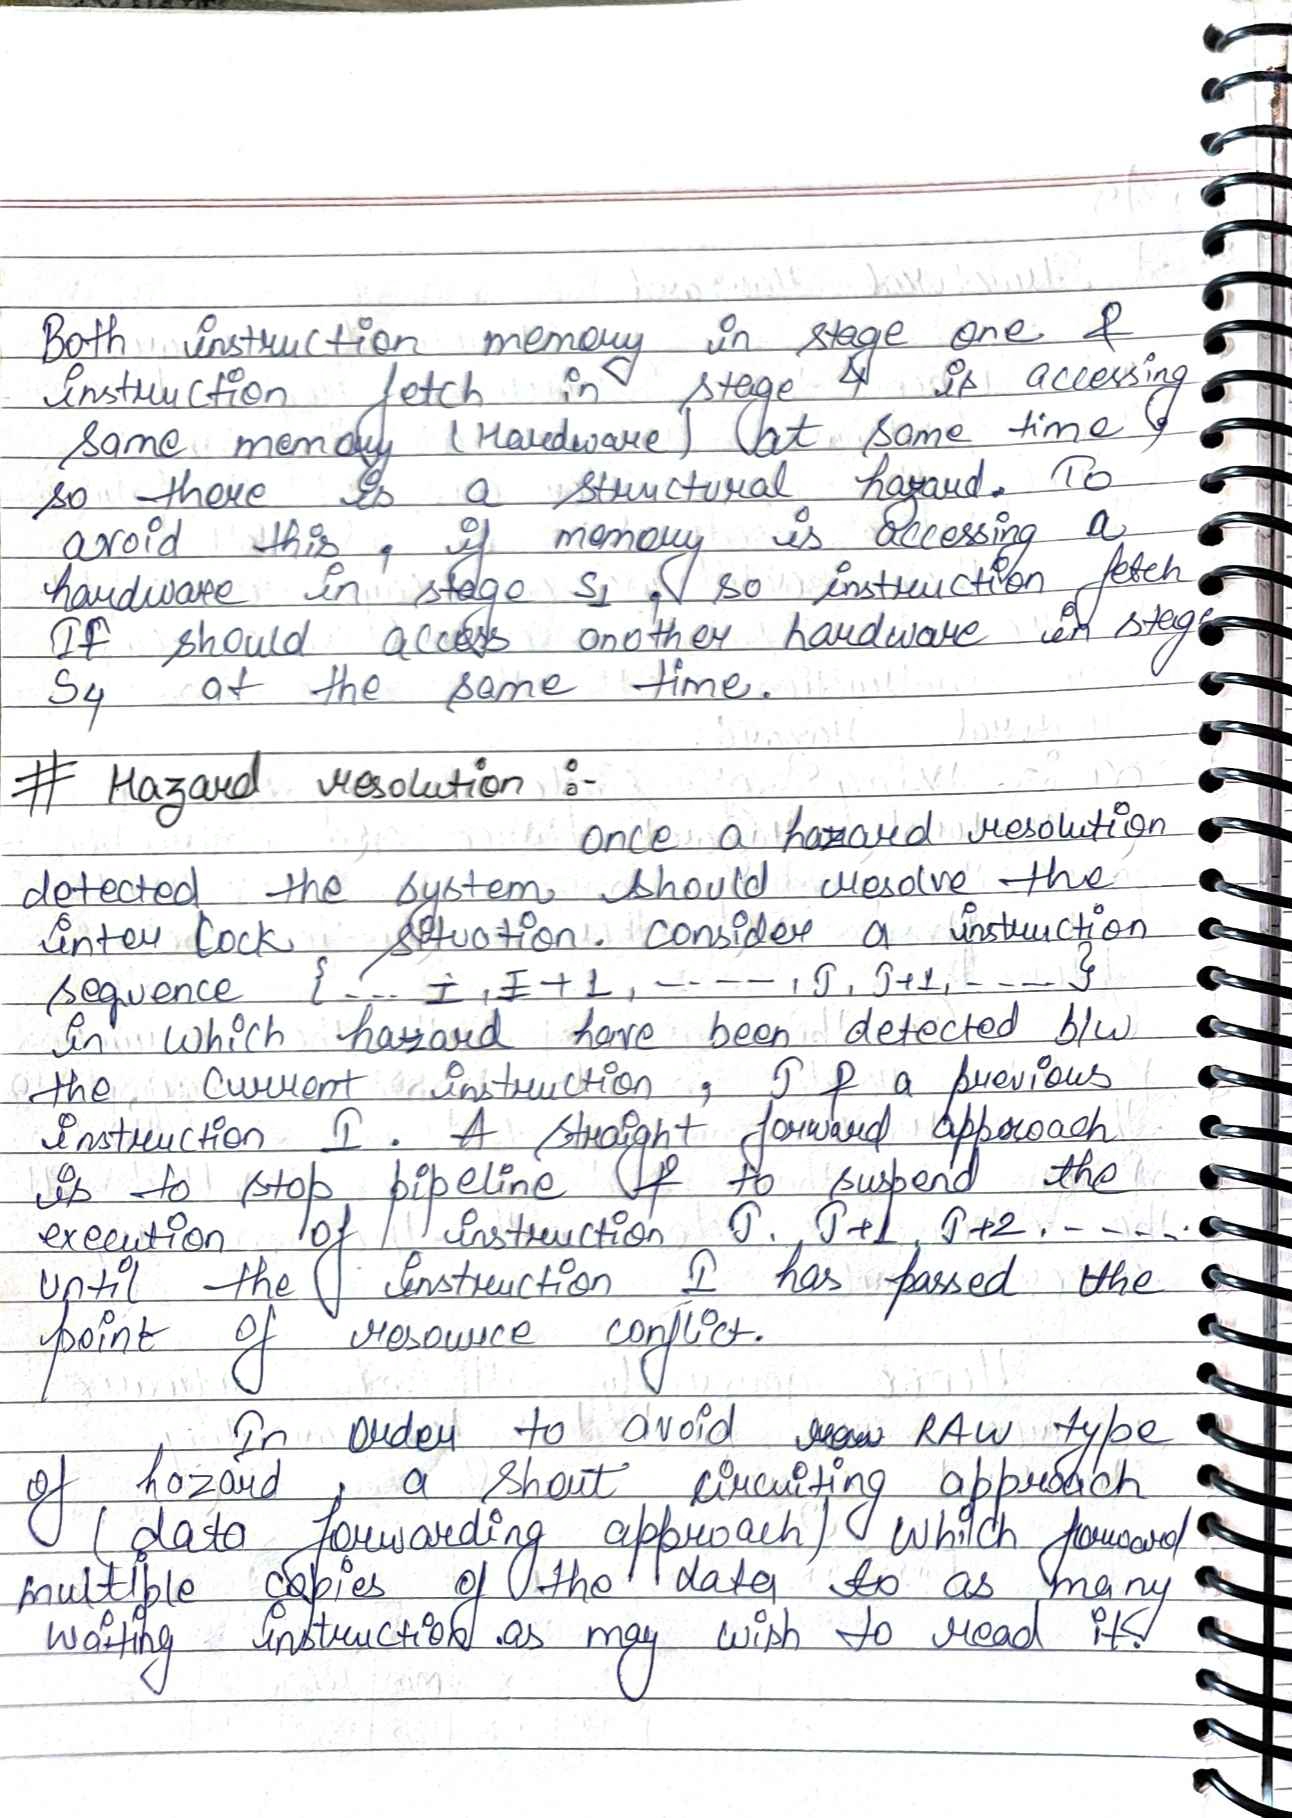 Both instruction memory in stage one &
instruction fetch in stage 4 is accessing
same memory (Hardware) at same time,
so there is a structural hazard. To
avoid this, if memory is accessing a
hardware in stage S1, so instruction fetch
IF should access another hardware in stage
S4 at the same time.
# Hazard resolution :-
once a hazard resolution
detected the system should resolve the
inter lock situation. consider a instruction
sequence {... I, I+1, ------, J, J+1, ----}
in which hazard have been detected b/w
the current instruction, J & a previous
instruction I. A straight forward approach
is to stop pipeline & to suspend the
execution of instruction J. J+1, J+2. -----.
until the instruction I has passed the
point of resource conflict.
In order to avoid RAW type
of hazard, a short circuiting approach
(data forwarding approach) which forward
multiple copies of the data to as many
waiting instruction as may wish to read it.